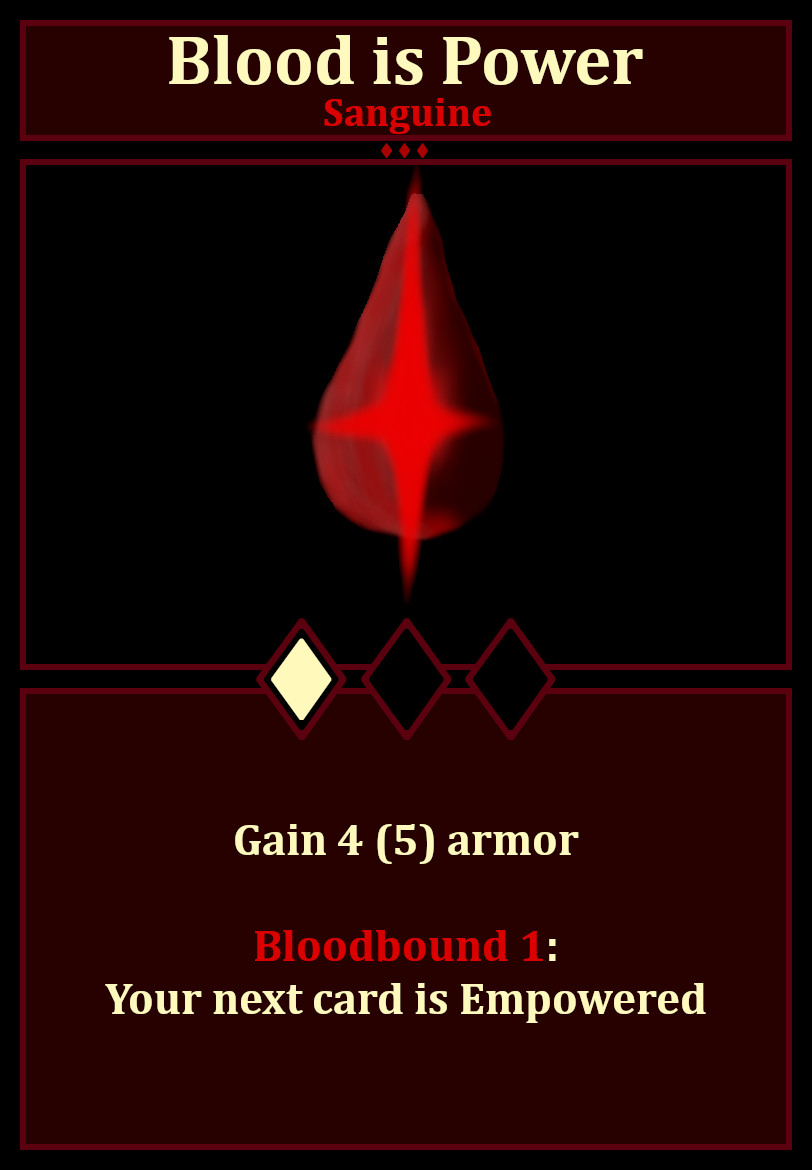 Blood is Power
Sanguine
Gain 4 (5) armor
Bloodbound 1:
Your next card is Empowered